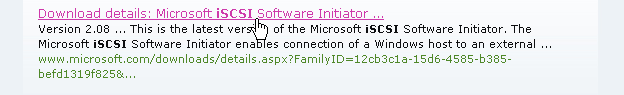 Download details: Microsoft iSCSI Software Initiator ...
Version 2.08 ... This is the latest version of the Microsoft iSCSI Software Initiator. The
Microsoft iSCSI Software Initiator enables connection of a Windows host to an external ...
www.microsoft.com/downloads/details.aspx?FamilyID=12cb3c1a-15d6-4585-b385-
befd1319f825&...